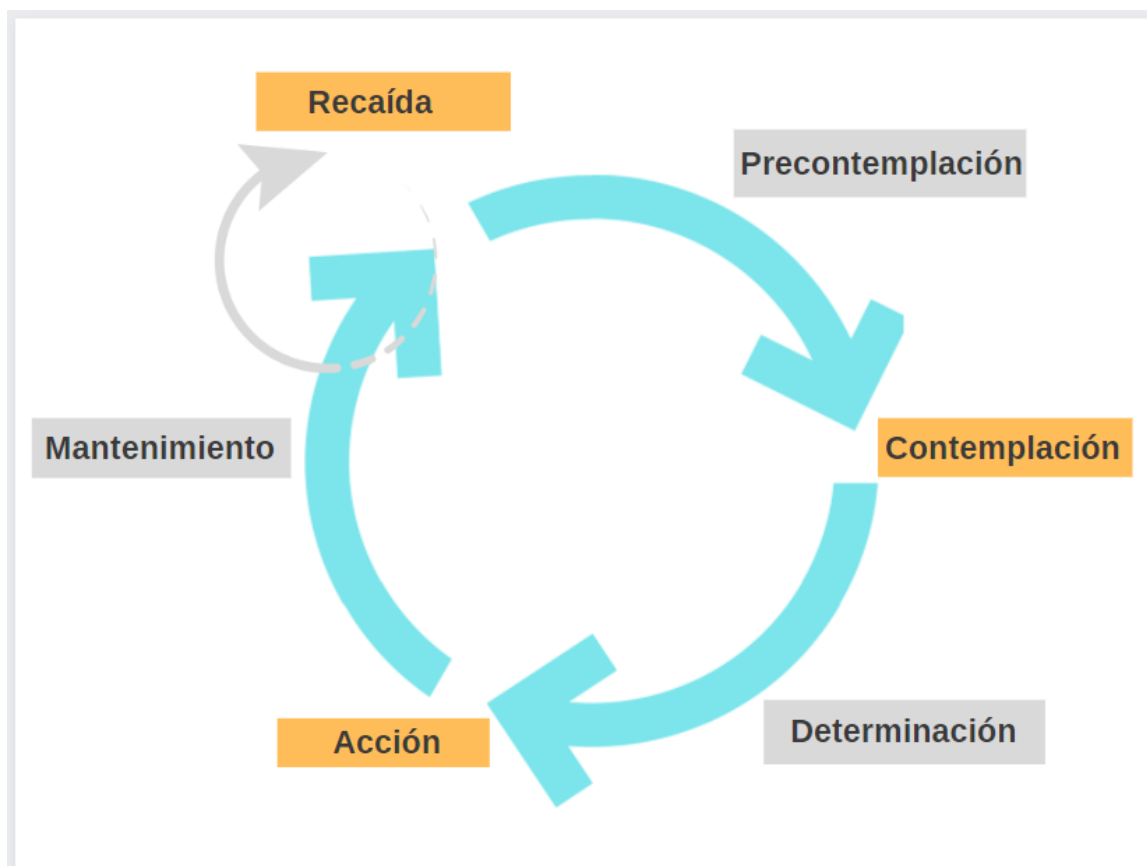 Recaída
Precontemplación
Contemplación
Determinación
Acción
Mantenimiento